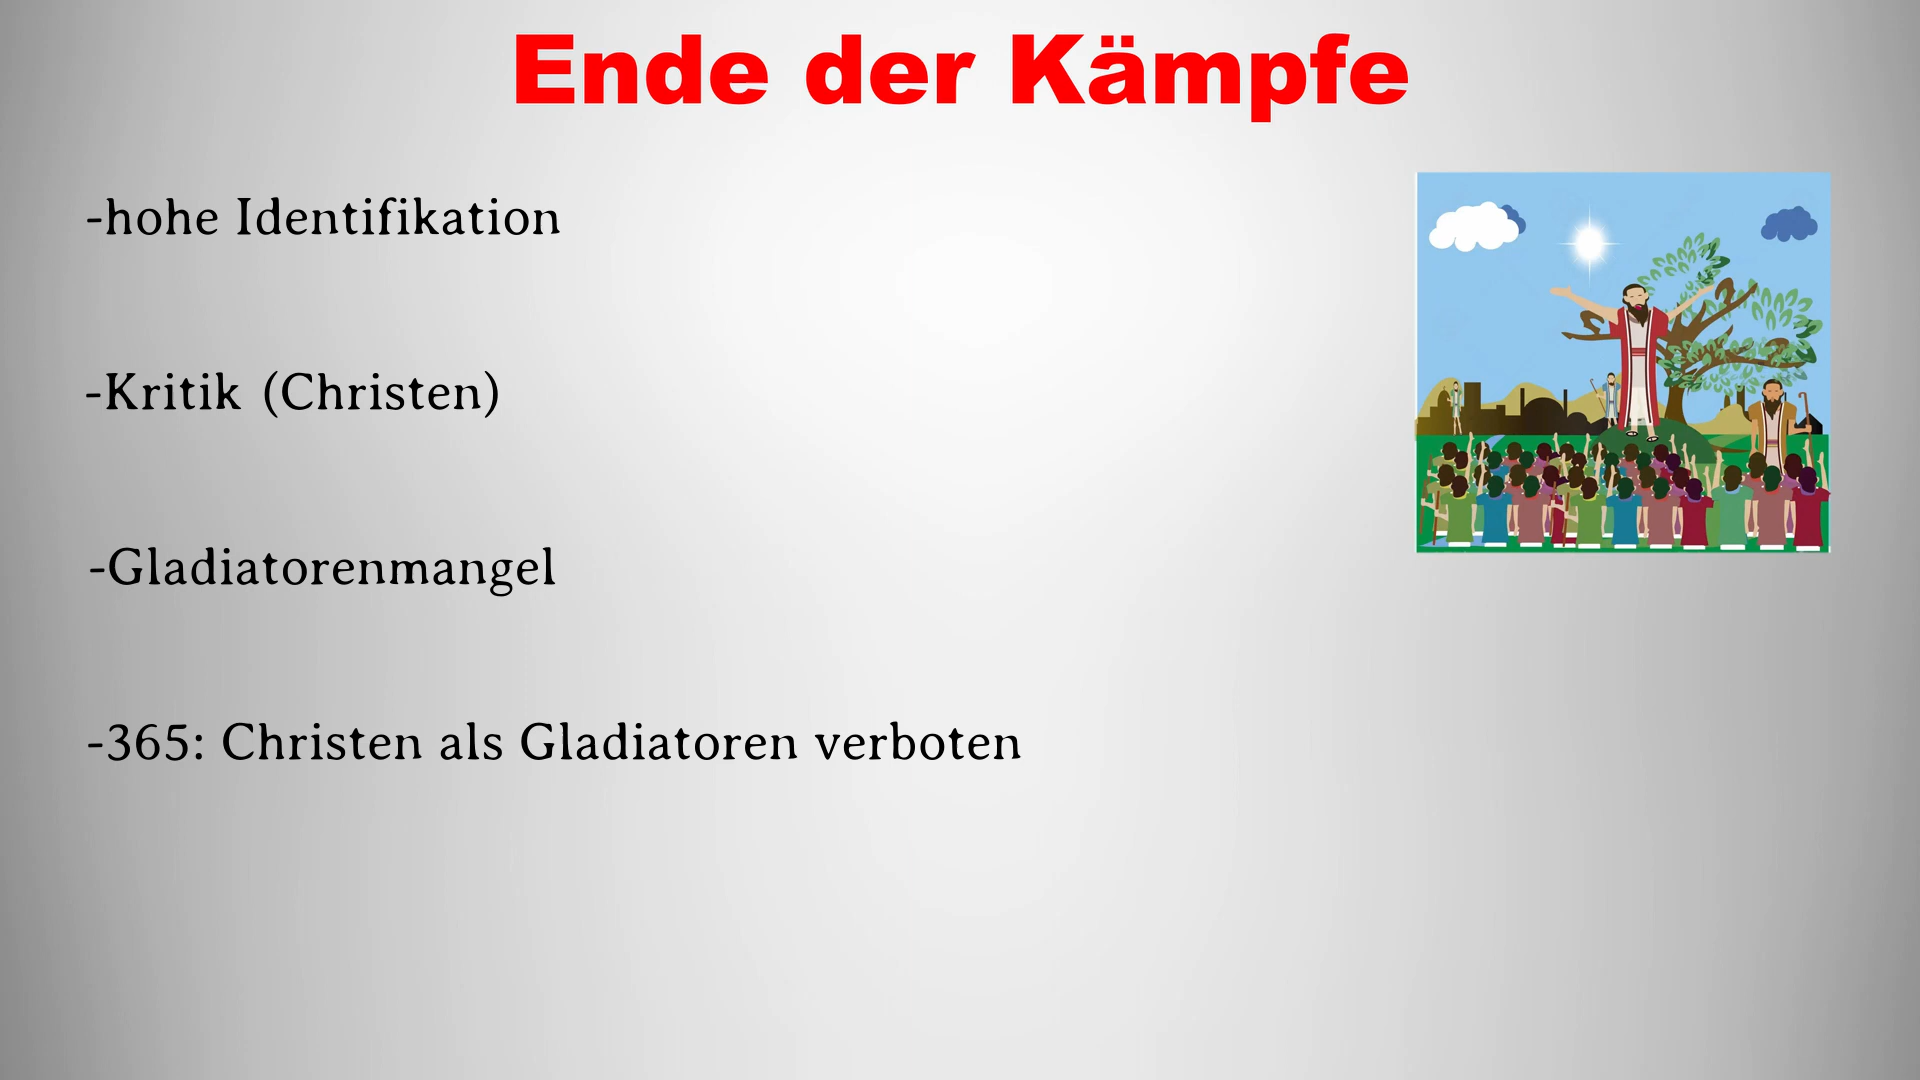 Ende der Kämpfe
-hohe Identifikation
-Kritik (Christen)
-Gladiatorenmangel
-365: Christen als Gladiatoren verboten